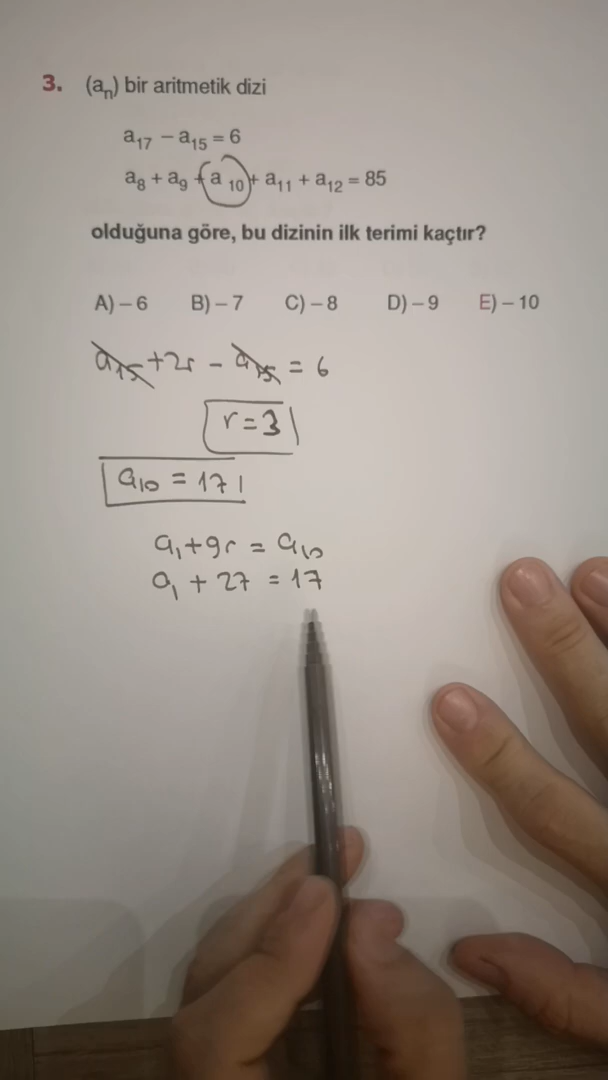 3. (aₙ) bir aritmetik dizi
a₁₇ − a₁₅ = 6
a₈ + a₉ + a₁₀ + a₁₁ + a₁₂ = 85
olduğuna göre, bu dizinin ilk terimi kaçtır?
A) – 6 B) – 7 C) – 8 D) – 9 E) – 10
a₁₅ + 2r − a₁₅ = 6
r = 3
a₁₀ = 17
a₁ + 9r = a₁₀
a₁ + 27 = 17